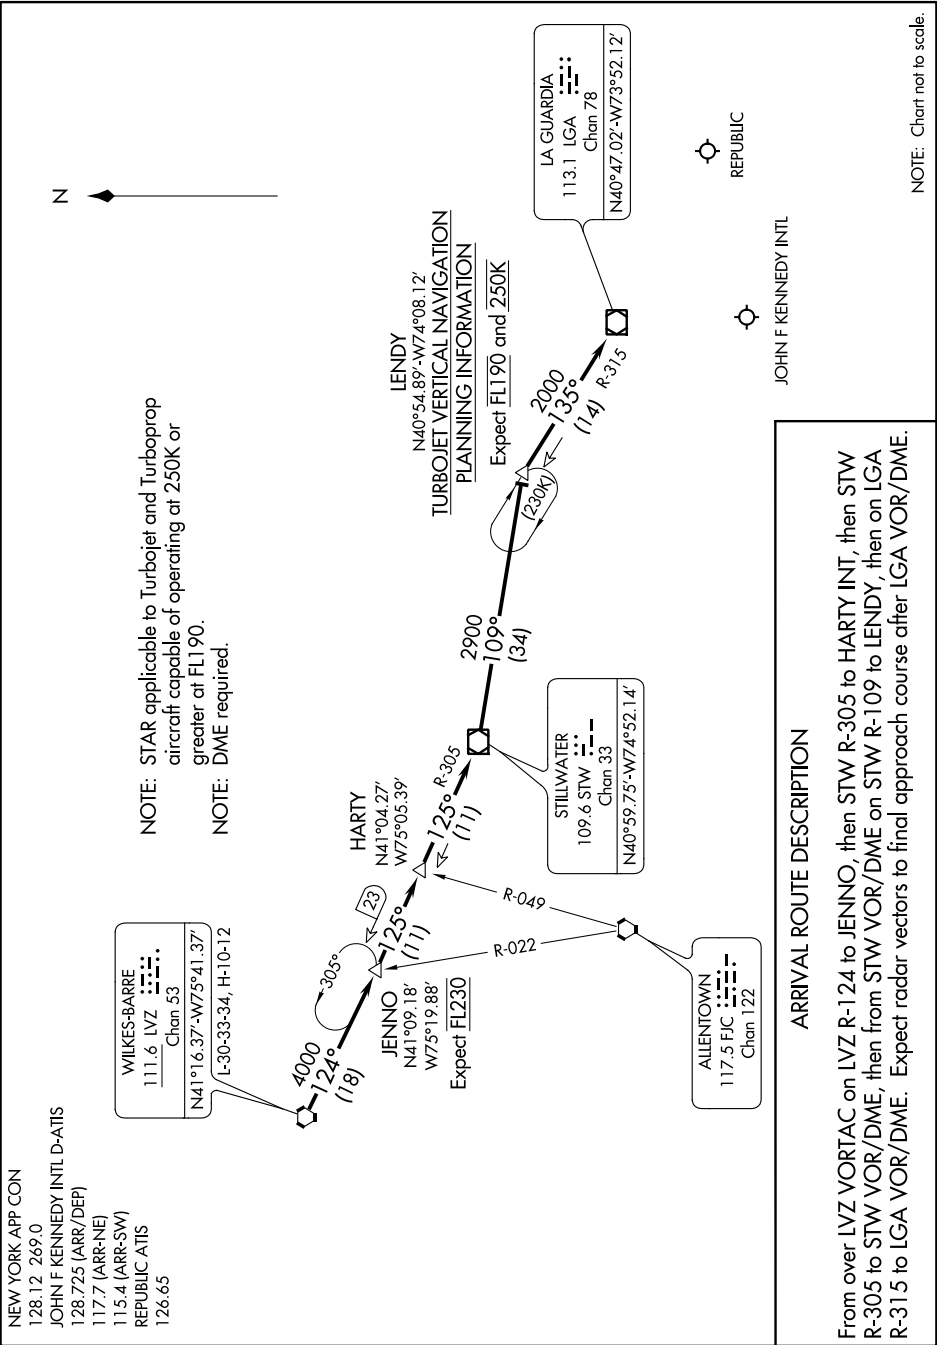 NEW YORK APP CON
128.12 269.0
JOHN F KENNEDY INTL D-ATIS
128.725 (ARR/DEP)
117.7 (ARR-NE)
115.4 (ARR-SW)
REPUBLIC ATIS
126.65
WILKES-BARRE
111.6 LVZ
Chan 53
N41°16.37'-W75°41.37'
L-30-33-34, H-10-12
NOTE: STAR applicable to Turbojet and Turboprop
aircraft capable of operating at 250K or
greater at FL190.
NOTE: DME required.
N
4000
124°
(18)
305°
23
JENNO
N41°09.18'
W75°19.88'
Expect FL230
125°
(11)
HARTY
N41°04.27'
W75°05.39'
R-305
125°
(11)
R-049
R-022
ALLENTOWN
117.5 FJC
Chan 122
STILLWATER
109.6 STW
Chan 33
N40°59.75'-W74°52.14'
2900
109°
(34)
LENDY
N40°54.89'-W74°08.12'
TURBOJET VERTICAL NAVIGATION
PLANNING INFORMATION
Expect FL190 and 250K
(230K)
2000
135°
(14)
R-315
LA GUARDIA
113.1 LGA
Chan 78
N40°47.02'-W73°52.12'
JOHN F KENNEDY INTL
REPUBLIC
NOTE: Chart not to scale.
ARRIVAL ROUTE DESCRIPTION
From over LVZ VORTAC on LVZ R-124 to JENNO, then STW R-305 to HARTY INT, then STW
R-305 to STW VOR/DME, then from STW VOR/DME on STW R-109 to LENDY, then on LGA
R-315 to LGA VOR/DME. Expect radar vectors to final approach course after LGA VOR/DME.